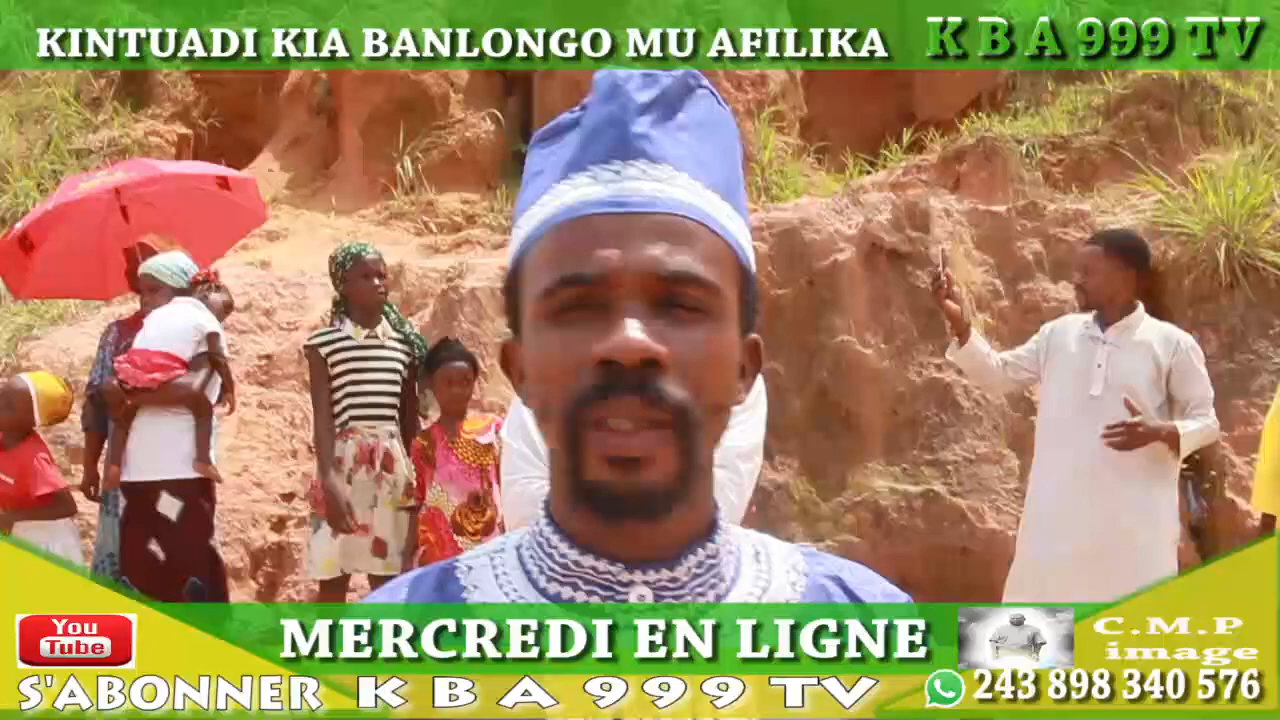 KINTUADI KIA BANLONGO MU AFILIKA
K B A 999 TV
You
Tube
MERCREDI EN LIGNE
C.M.P
image
S'ABONNER K B A 999 TV
243 898 340 576